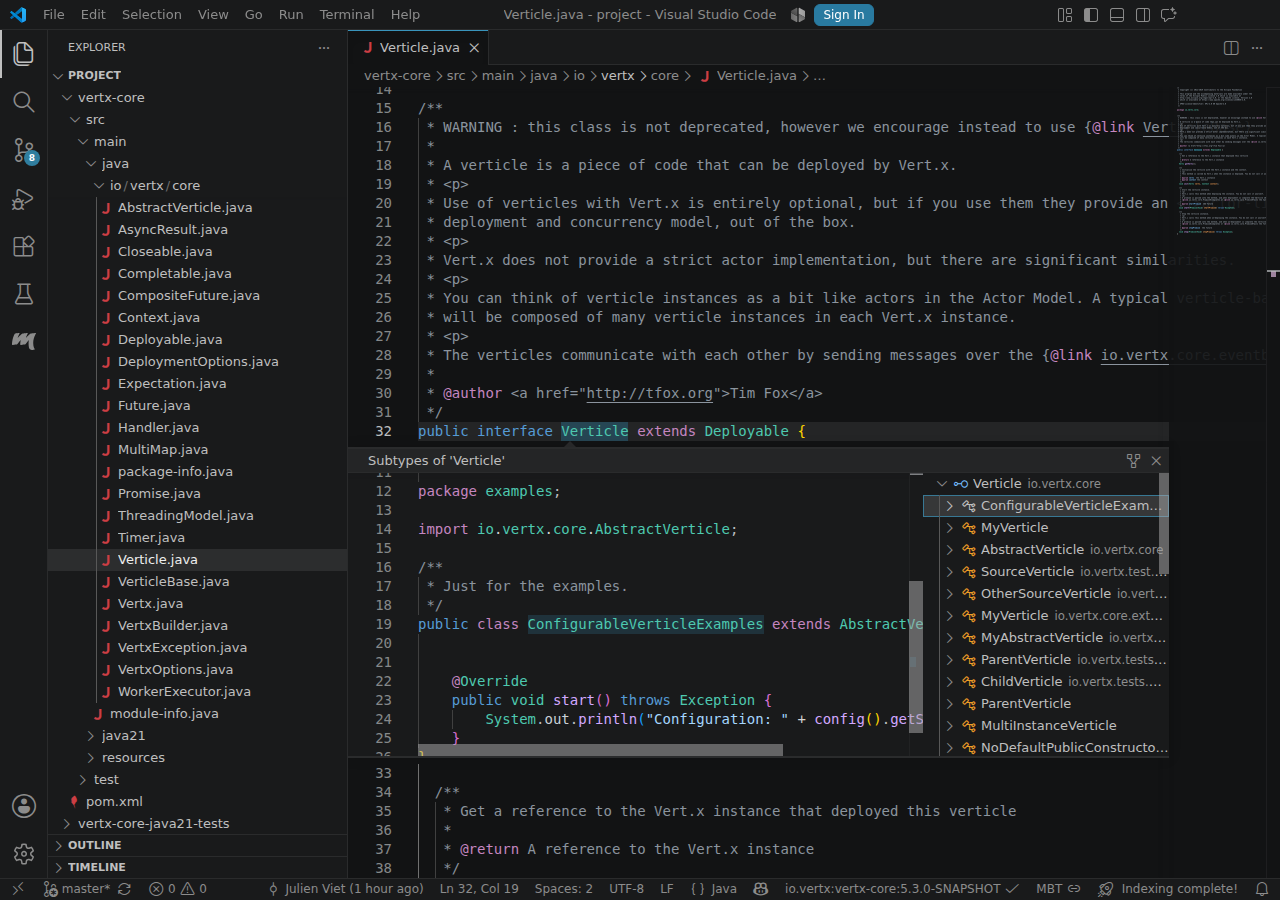 File Edit Selection View Go Run Terminal Help Verticle.java - project - Visual Studio Code Sign In
EXPLORER
PROJECT
vertx-core
src
main
java
io / vertx / core
AbstractVerticle.java
AsyncResult.java
Closeable.java
Completable.java
CompositeFuture.java
Context.java
Deployable.java
DeploymentOptions.java
Expectation.java
Future.java
Handler.java
MultiMap.java
package-info.java
Promise.java
ThreadingModel.java
Timer.java
Verticle.java
VerticleBase.java
Vertx.java
VertxBuilder.java
VertxException.java
VertxOptions.java
WorkerExecutor.java
module-info.java
java21
resources
test
pom.xml
vertx-core-java21-tests
OUTLINE
TIMELINE
8
Verticle.java
vertx-core > src > main > java > io > vertx > core > Verticle.java > …
14
15 /**
16 * WARNING : this class is not deprecated, however we encourage instead to use {@link Ver
17 *
18 * A verticle is a piece of code that can be deployed by Vert.x.
19 * <p>
20 * Use of verticles with Vert.x is entirely optional, but if you use them they provide an
21 * deployment and concurrency model, out of the box.
22 * <p>
23 * Vert.x does not provide a strict actor implementation, but there are significant similarities.
24 * <p>
25 * You can think of verticle instances as a bit like actors in the Actor Model. A typical verticle-ba
26 * will be composed of many verticle instances in each Vert.x instance.
27 * <p>
28 * The verticles communicate with each other by sending messages over the {@link io.vertx.core.eventb
29 *
30 * @author <a href="http://tfox.org">Tim Fox</a>
31 */
32 public interface Verticle extends Deployable {
Subtypes of 'Verticle'
11
12 package examples;
13
14 import io.vertx.core.AbstractVerticle;
15
16 /**
17 * Just for the examples.
18 */
19 public class ConfigurableVerticleExamples extends AbstractVe
20
21
22 @Override
23 public void start() throws Exception {
24 System.out.println("Configuration: " + config().getS
25 }
26 }
Verticle io.vertx.core
ConfigurableVerticleExam...
MyVerticle
AbstractVerticle io.vertx.core
SourceVerticle io.vertx.test....
OtherSourceVerticle io.vert...
MyVerticle io.vertx.core.ext...
MyAbstractVerticle io.vertx...
ParentVerticle io.vertx.tests...
ChildVerticle io.vertx.tests....
ParentVerticle
MultiInstanceVerticle
NoDefaultPublicConstructo...
33
34 /**
35 * Get a reference to the Vert.x instance that deployed this verticle
36 *
37 * @return A reference to the Vert.x instance
38 */
master* 0 0 Julien Viet (1 hour ago) Ln 32, Col 19 Spaces: 2 UTF-8 LF { } Java io.vertx:vertx-core:5.3.0-SNAPSHOT MBT Indexing complete!